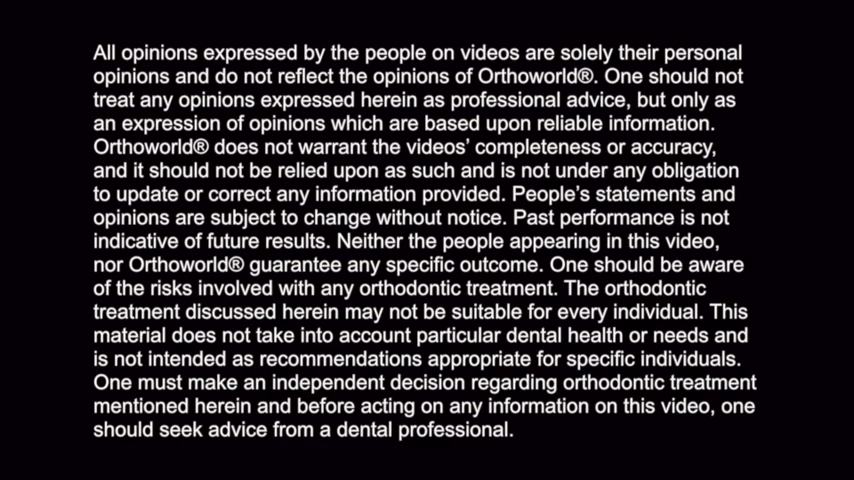 All opinions expressed by the people on videos are solely their personal
opinions and do not reflect the opinions of Orthoworld®. One should not
treat any opinions expressed herein as professional advice, but only as
an expression of opinions which are based upon reliable information.
Orthoworld® does not warrant the videos’ completeness or accuracy,
and it should not be relied upon as such and is not under any obligation
to update or correct any information provided. People’s statements and
opinions are subject to change without notice. Past performance is not
indicative of future results. Neither the people appearing in this video,
nor Orthoworld® guarantee any specific outcome. One should be aware
of the risks involved with any orthodontic treatment. The orthodontic
treatment discussed herein may not be suitable for every individual. This
material does not take into account particular dental health or needs and
is not intended as recommendations appropriate for specific individuals.
One must make an independent decision regarding orthodontic treatment
mentioned herein and before acting on any information on this video, one
should seek advice from a dental professional.